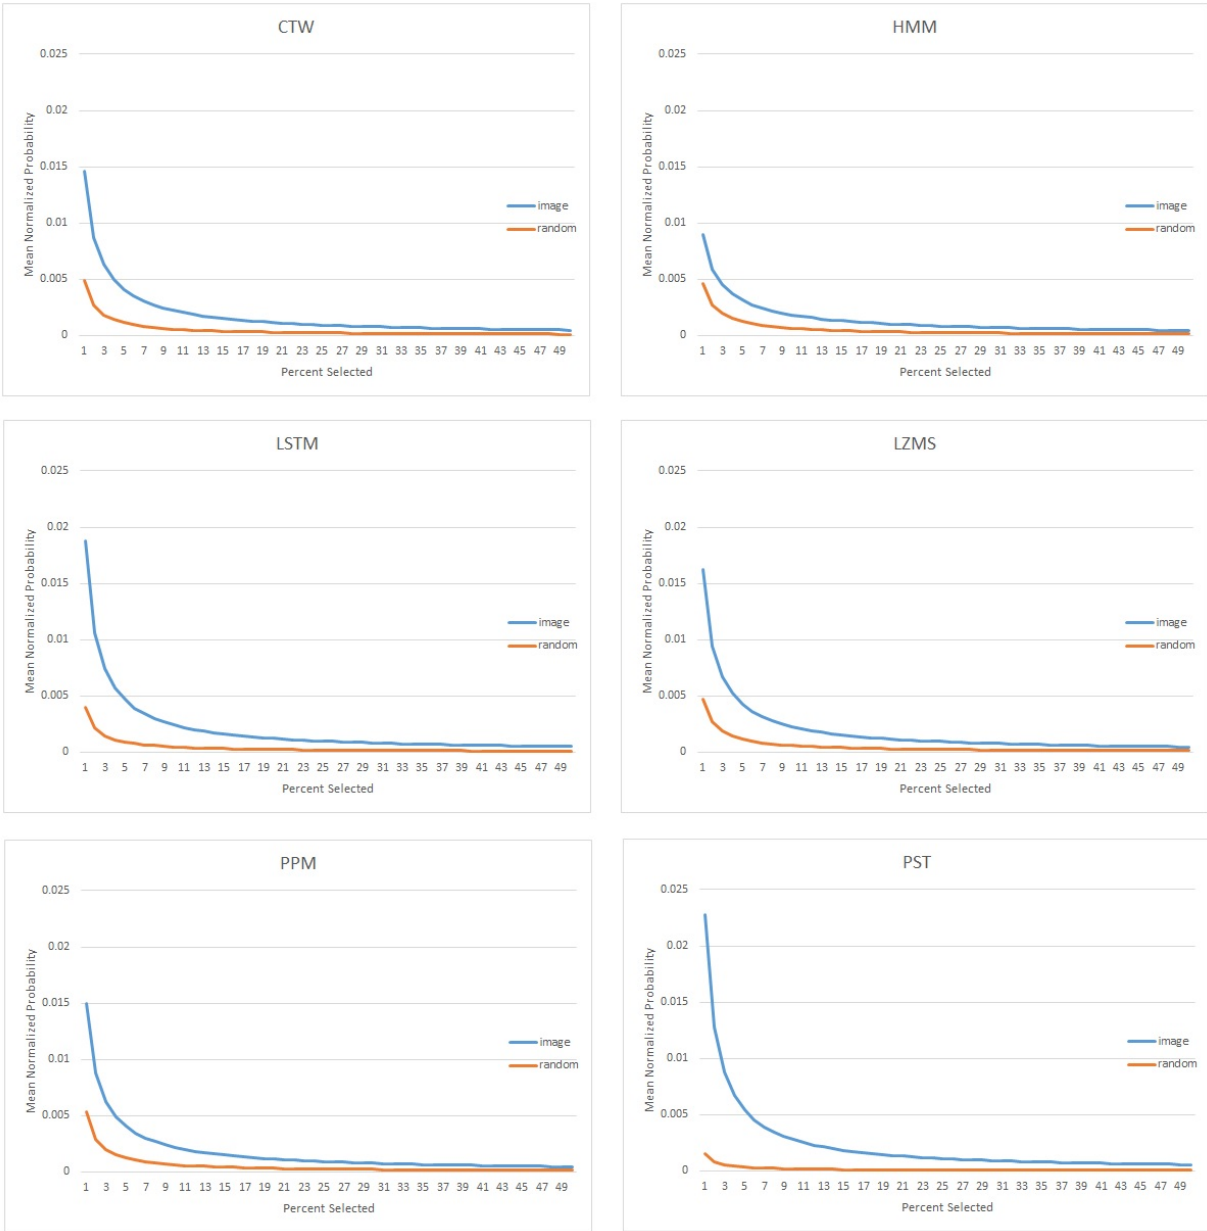 CTW
0.025
0.02
0.015
0.01
0.005
0
Mean Normalized Probability
image
random
1 3 5 7 9 11 13 15 17 19 21 23 25 27 29 31 33 35 37 39 41 43 45 47 49
Percent Selected
HMM
0.025
0.02
0.015
0.01
0.005
0
Mean Normalized Probability
image
random
1 3 5 7 9 11 13 15 17 19 21 23 25 27 29 31 33 35 37 39 41 43 45 47 49
Percent Selected
LSTM
0.025
0.02
0.015
0.01
0.005
0
Mean Normalized Probability
image
random
1 3 5 7 9 11 13 15 17 19 21 23 25 27 29 31 33 35 37 39 41 43 45 47 49
Percent Selected
LZMS
0.025
0.02
0.015
0.01
0.005
0
Mean Normalized Probability
image
random
1 3 5 7 9 11 13 15 17 19 21 23 25 27 29 31 33 35 37 39 41 43 45 47 49
Percent Selected
PPM
0.025
0.02
0.015
0.01
0.005
0
Mean Normalized Probability
image
random
1 3 5 7 9 11 13 15 17 19 21 23 25 27 29 31 33 35 37 39 41 43 45 47 49
Percent Selected
PST
0.025
0.02
0.015
0.01
0.005
0
Mean Normalized Probability
image
random
1 3 5 7 9 11 13 15 17 19 21 23 25 27 29 31 33 35 37 39 41 43 45 47 49
Percent Selected